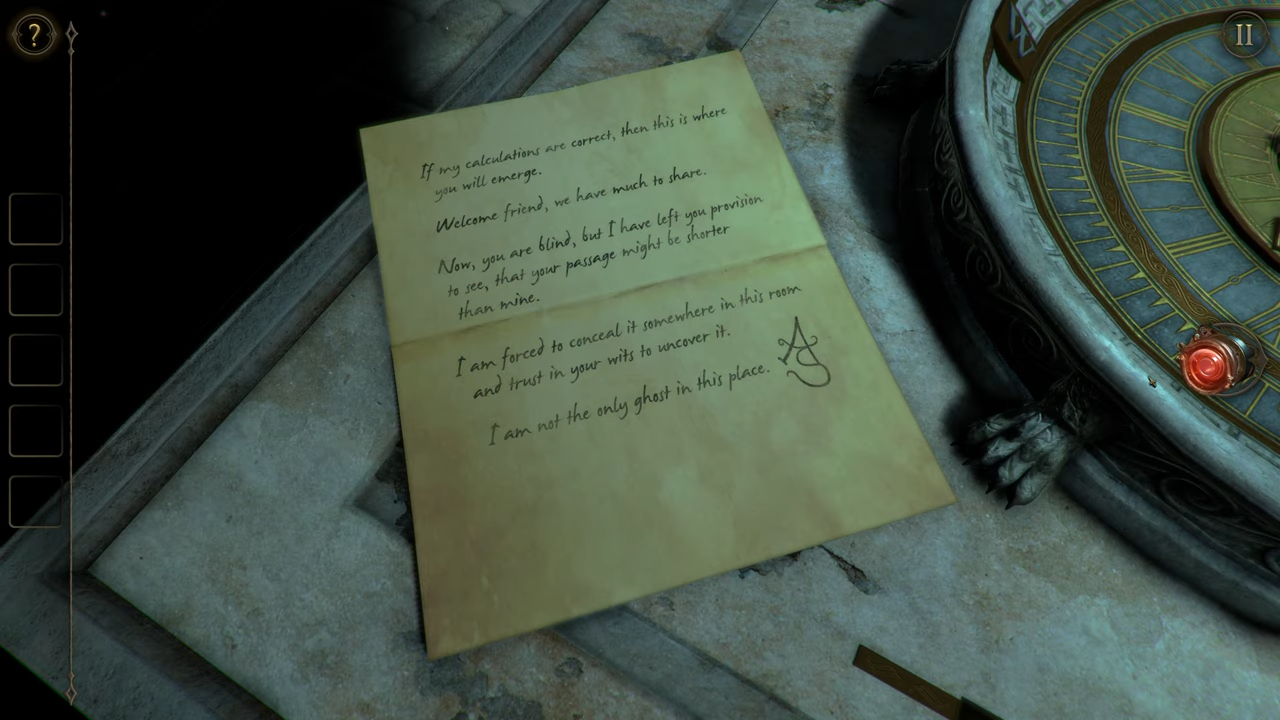 ?
II
If my calculations are correct, then this is where
you will emerge.
Welcome friend, we have much to share.
Now, you are blind, but I have left you provision
to see, that your passage might be shorter
than mine.
I am forced to conceal it somewhere in this room
and trust in your wits to uncover it.
I am not the only ghost in this place.
AS